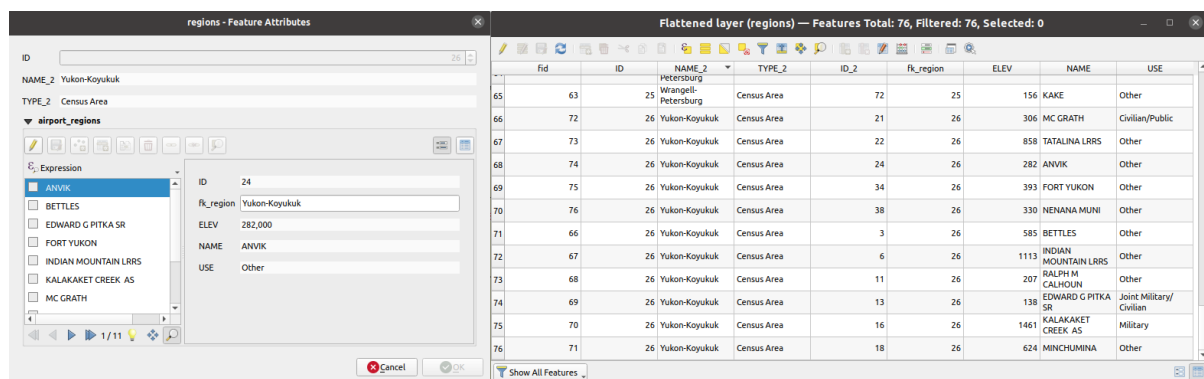 regions - Feature Attributes
ID 26
NAME_2 Yukon-Koyukuk
TYPE_2 Census Area
airport_regions
Expression
ANVIK
BETTLES
EDWARD G PITKA SR
FORT YUKON
INDIAN MOUNTAIN LRRS
KALAKAKET CREEK AS
MC GRATH
1/11
ID 24
fk_region Yukon-Koyukuk
ELEV 282,000
NAME ANVIK
USE Other
Cancel OK
Flattened layer (regions) — Features Total: 76, Filtered: 76, Selected: 0
fid ID NAME_2 TYPE_2 ID_2 fk_region ELEV NAME USE
Petersburg
65 63 25 Wrangell-
Petersburg Census Area 72 25 156 KAKE Other
66 72 26 Yukon-Koyukuk Census Area 21 26 306 MC GRATH Civilian/Public
67 73 26 Yukon-Koyukuk Census Area 22 26 858 TATALINA LRRS Other
68 74 26 Yukon-Koyukuk Census Area 24 26 282 ANVIK Other
69 75 26 Yukon-Koyukuk Census Area 34 26 393 FORT YUKON Other
70 76 26 Yukon-Koyukuk Census Area 38 26 330 NENANA MUNI Other
71 66 26 Yukon-Koyukuk Census Area 3 26 585 BETTLES Other
72 67 26 Yukon-Koyukuk Census Area 6 26 1113 INDIAN
MOUNTAIN LRRS Other
73 68 26 Yukon-Koyukuk Census Area 11 26 207 RALPH M
CALHOUN Other
74 69 26 Yukon-Koyukuk Census Area 13 26 138 EDWARD G PITKA
SR Joint Military/
Civilian
75 70 26 Yukon-Koyukuk Census Area 16 26 1461 KALAKAKET
CREEK AS Military
76 71 26 Yukon-Koyukuk Census Area 18 26 624 MINCHUMINA Other
Show All Features